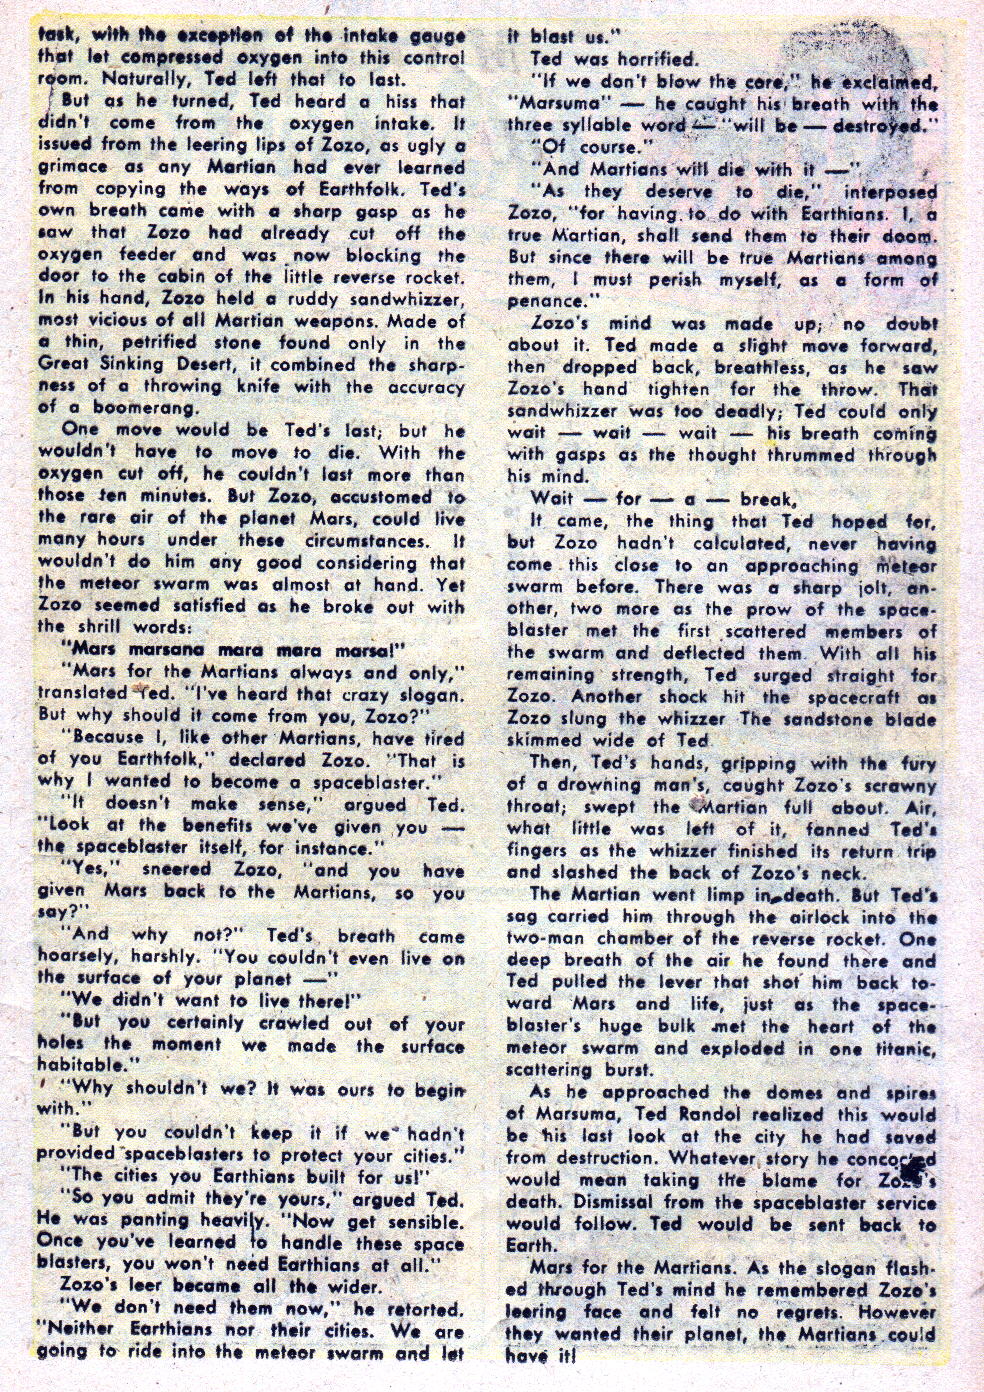 task, with the exception of the intake gauge
that let compressed oxygen into this control
room. Naturally, Ted left that to last.
But as he turned, Ted heard a hiss that
didn't come from the oxygen intake. It
issued from the leering lips of Zozo, as ugly a
grimace as any Martian had ever learned
from copying the ways of Earthfolk. Ted's
own breath came with a sharp gasp as he
saw that Zozo had already cut off the
oxygen feeder and was now blocking the
door to the cabin of the little reverse rocket.
In his hand, Zozo held a ruddy sandwhizzer,
most vicious of all Martian weapons. Made of
a thin, petrified stone found only in the
Great Sinking Desert, it combined the sharp-
ness of a throwing knife with the accuracy
of a boomerang.
One move would be Ted's last; but he
wouldn't have to move to die. With the
oxygen cut off, he couldn't last more than
those ten minutes. But Zozo, accustomed to
the rare air of the planet Mars, could live
many hours under these circumstances. It
wouldn't do him any good considering that
the meteor swarm was almost at hand. Yet
Zozo seemed satisfied as he broke out with
the shrill words:
"Mars marsana mara mara marsa!"
"Mars for the Martians always and only,"
translated Ted. "I've heard that crazy slogan.
But why should it come from you, Zozo?"
"Because I, like other Martians, have tired
of you Earthfolk," declared Zozo. "That is
why I wanted to become a spaceblaster."
"It doesn't make sense," argued Ted.
"Look at the benefits we've given you —
the spaceblaster itself, for instance."
"Yes," sneered Zozo, "and you have
given Mars back to the Martians, so you
say?"
"And why not?" Ted's breath came
hoarsely, harshly. "You couldn't even live on
the surface of your planet —"
"We didn't want to live there!"
"But you certainly crawled out of your
holes the moment we made the surface
habitable."
"Why shouldn't we? It was ours to begin
with."
"But you couldn't keep it if we hadn't
provided spaceblasters to protect your cities."
"The cities you Earthians built for us!"
"So you admit they're yours," argued Ted.
He was panting heavily. "Now get sensible.
Once you've learned to handle these space
blasters, you won't need Earthians at all."
Zozo's leer became all the wider.
"We don't need them now," he retorted.
"Neither Earthians nor their cities. We are
going to ride into the meteor swarm and let
it blast us."
Ted was horrified.
"If we don't blow the core," he exclaimed,
"Marsuma" — he caught his breath with the
three syllable word — "will be — destroyed."
"Of course."
"And Martians will die with it —"
"As they deserve to die," interposed
Zozo, "for having to do with Earthians. I, a
true Martian, shall send them to their doom.
But since there will be true Martians among
them, I must perish myself, as a form of
penance."
Zozo's mind was made up; no doubt
about it. Ted made a slight move forward,
then dropped back, breathless, as he saw
Zozo's hand tighten for the throw. That
sandwhizzer was too deadly; Ted could only
wait — wait — wait — his breath coming
with gasps as the thought thrummed through
his mind.
Wait — for — a — break,
It came, the thing that Ted hoped for,
but Zozo hadn't calculated, never having
come this close to an approaching meteor
swarm before. There was a sharp jolt, an-
other, two more as the prow of the space-
blaster met the first scattered members of
the swarm and deflected them. With all his
remaining strength, Ted surged straight for
Zozo. Another shock hit the spacecraft as
Zozo slung the whizzer The sandstone blade
skimmed wide of Ted
Then, Ted's hands, gripping with the fury
of a drowning man's, caught Zozo's scrawny
throat; swept the Martian full about. Air,
what little was left of it, fanned Ted's
fingers as the whizzer finished its return trip
and slashed the back of Zozo's neck.
The Martian went limp in death. But Ted's
sag carried him through the airlock into the
two-man chamber of the reverse rocket. One
deep breath of the air he found there and
Ted pulled the lever that shot him back to-
ward Mars and life, just as the space-
blaster's huge bulk met the heart of the
meteor swarm and exploded in one titanic,
scattering burst.
As he approached the domes and spires
of Marsuma, Ted Randol realized this would
be his last look at the city he had saved
from destruction. Whatever story he concocted
would mean taking the blame for Zozo's
death. Dismissal from the spaceblaster service
would follow. Ted would be sent back to
Earth.
Mars for the Martians. As the slogan flash-
ed through Ted's mind he remembered Zozo's
leering face and felt no regrets. However
they wanted their planet, the Martians could
have it!